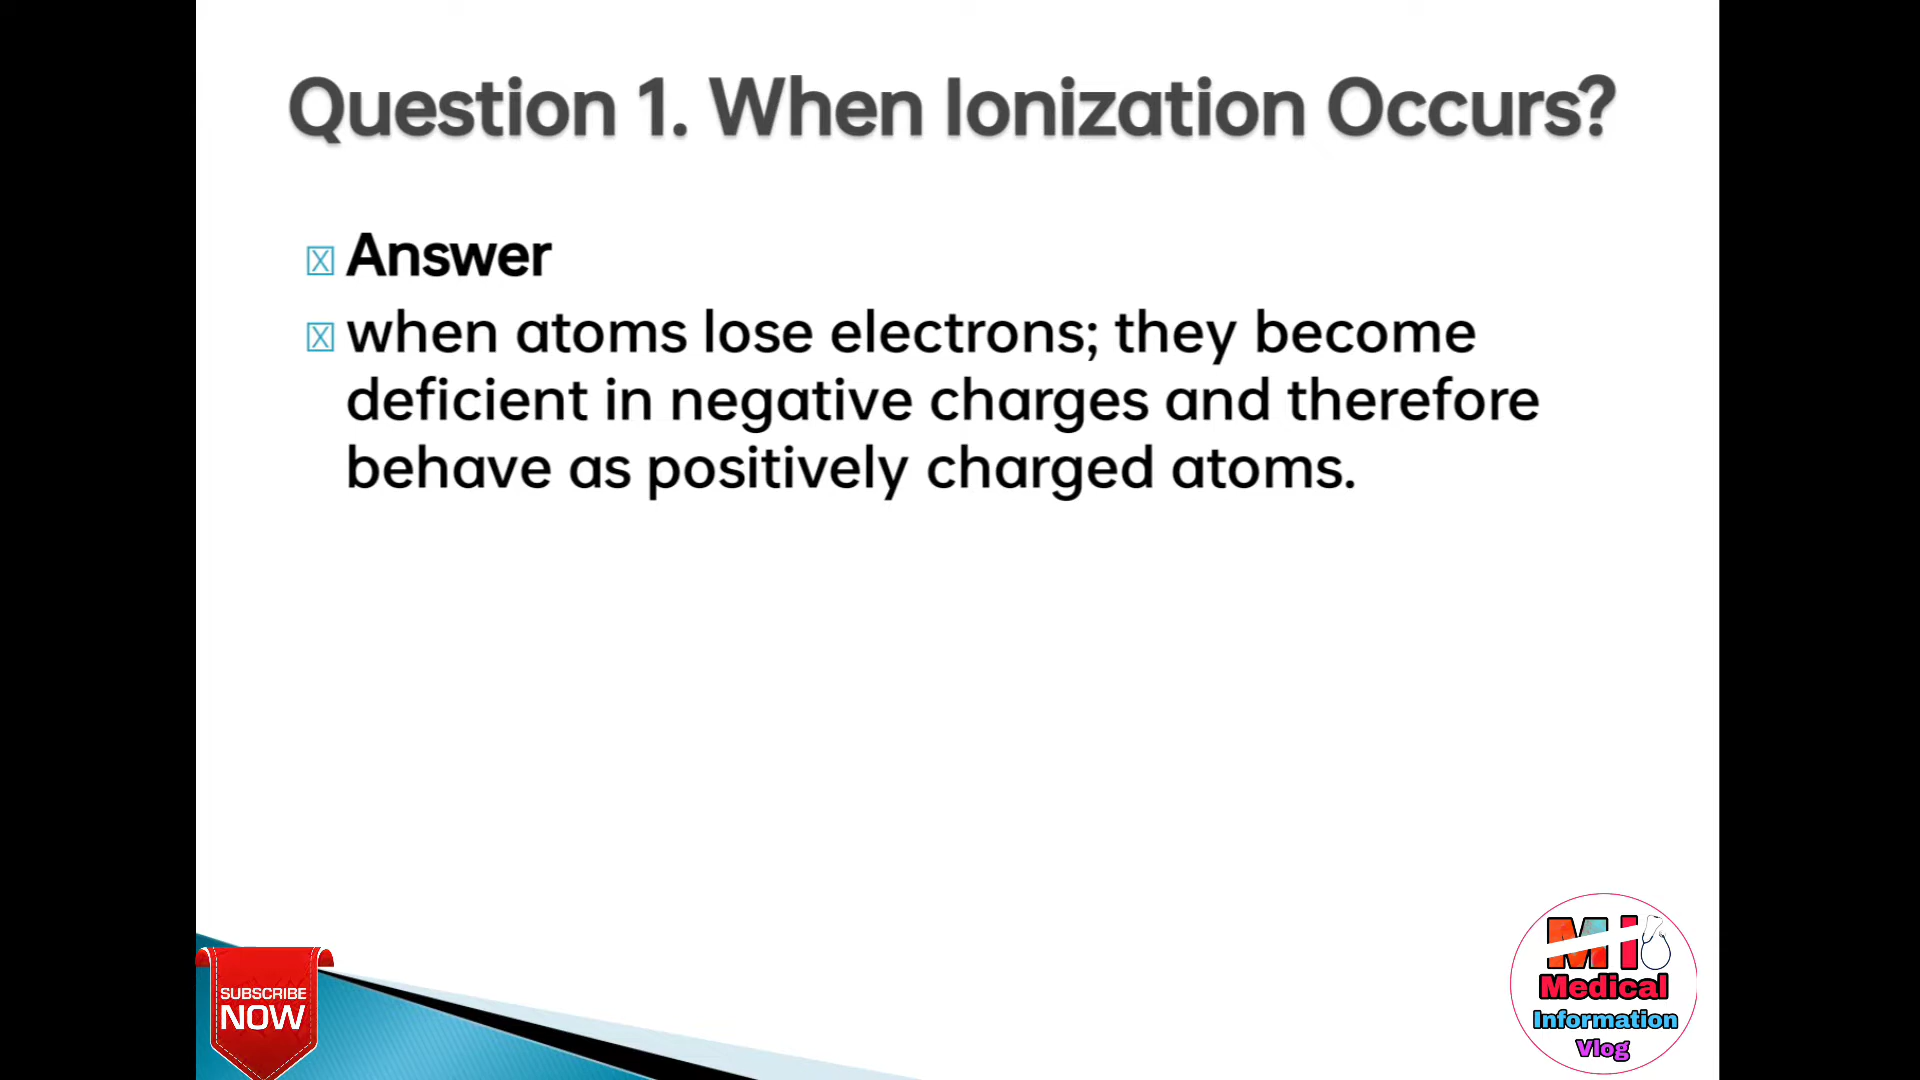 Question 1. When Ionization Occurs?
Answer
when atoms lose electrons; they become
deficient in negative charges and therefore
behave as positively charged atoms.
SUBSCRIBE
NOW
MI
Medical
Information
Vlog